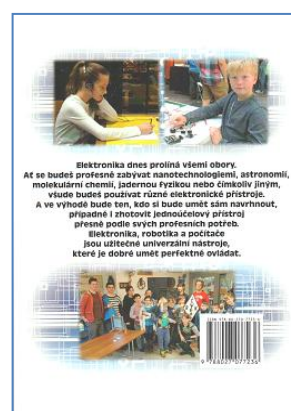 Elektronika dnes prolíná všemi obory.
Ať se budeš profesně zabývat nanotechnologiemi, astronomií,
molekulární chemií, jadernou fyzikou nebo čímkoliv jiným,
všude budeš používat různé elektronické přístroje.
A ve výhodě bude ten, kdo si bude umět sám navrhnout,
případně i zhotovit jednoúčelový přístroj
přesně podle svých profesních potřeb.
Elektronika, robotika a počítače
jsou užitečné univerzální nástroje,
které je dobré umět perfektně ovládat.
9 788027 077236